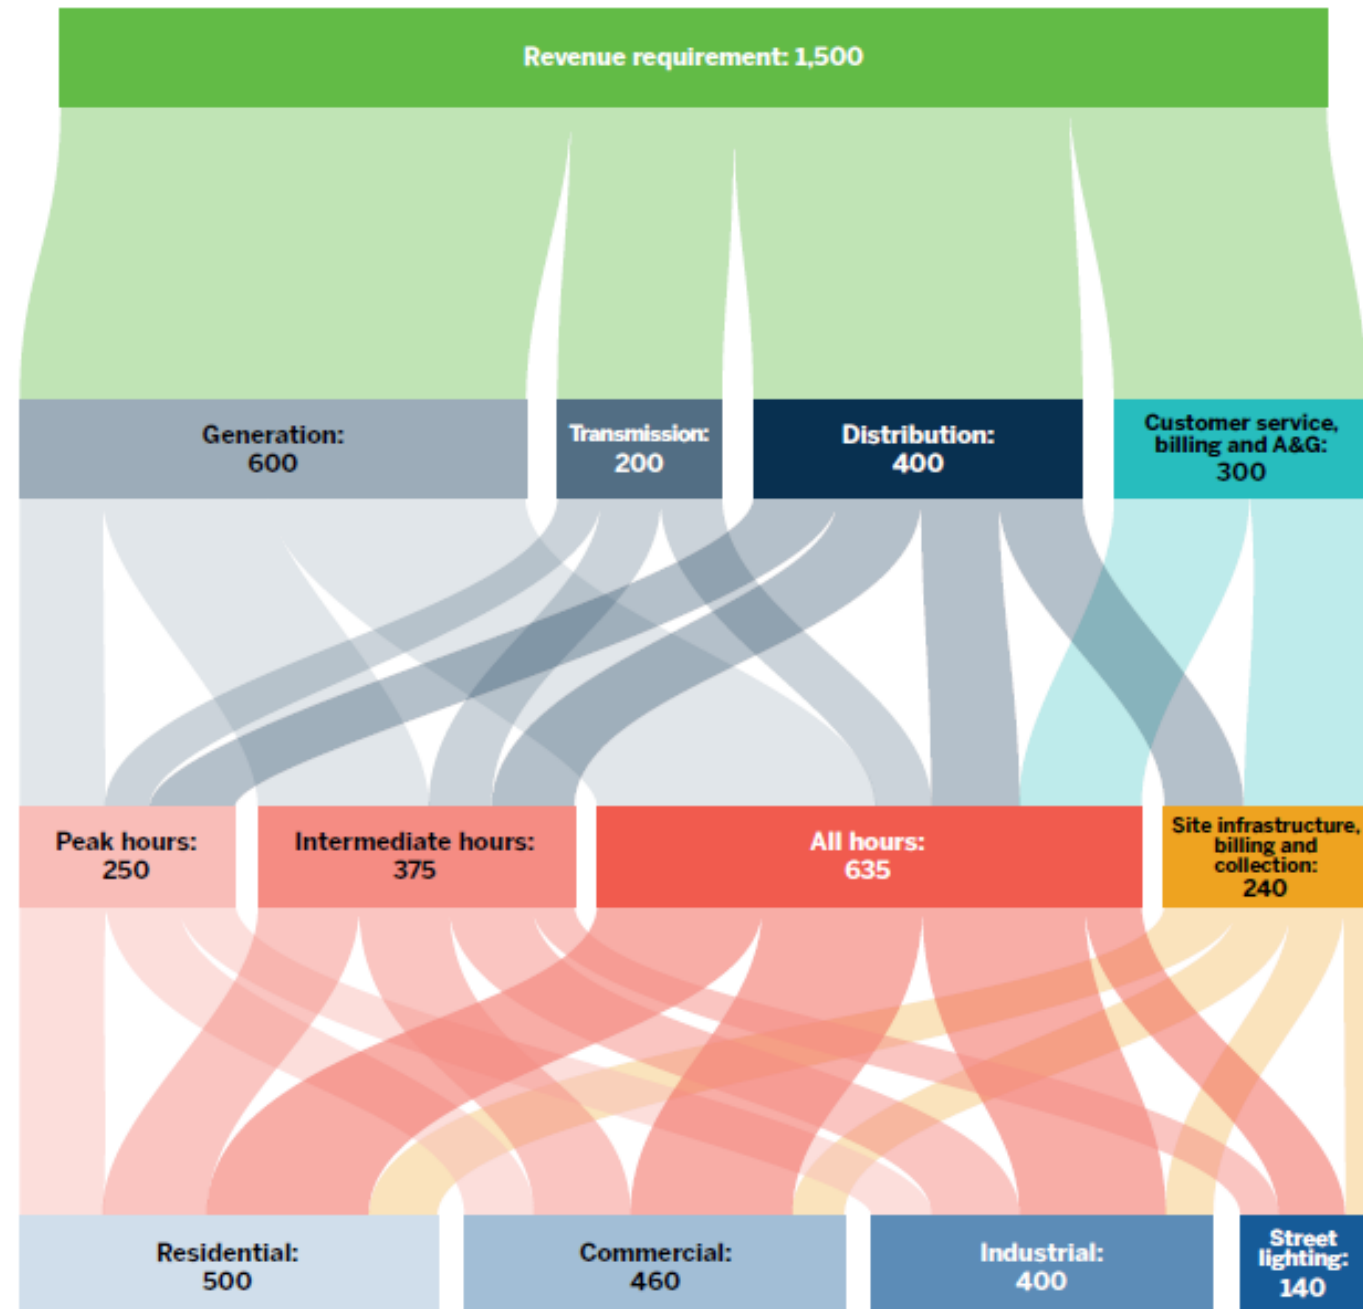 Revenue requirement: 1,500
Generation:
600
Transmission:
200
Distribution:
400
Customer service,
billing and A&G:
300
Peak hours:
250
Intermediate hours:
375
All hours:
635
Site infrastructure,
billing and
collection:
240
Residential:
500
Commercial:
460
Industrial:
400
Street
lighting:
140